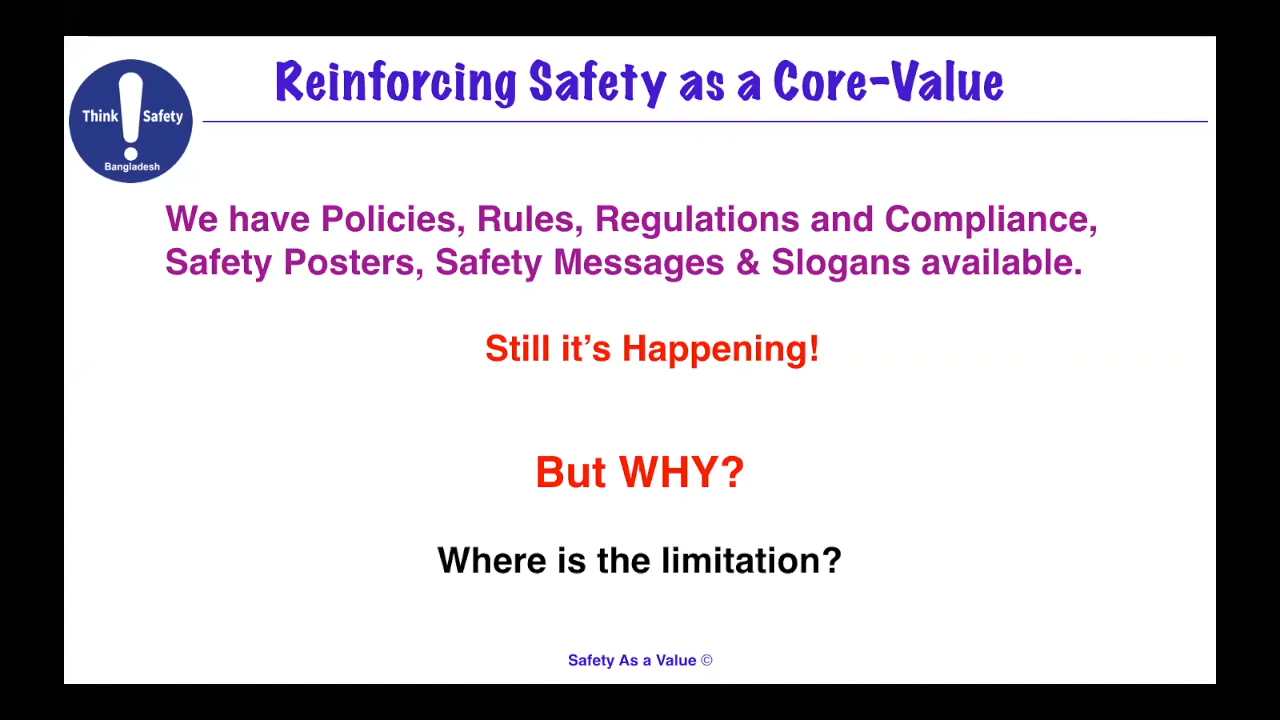 Reinforcing Safety as a Core-Value
Think ! Safety
Bangladesh
We have Policies, Rules, Regulations and Compliance,
Safety Posters, Safety Messages & Slogans available.
Still it’s Happening!
But WHY?
Where is the limitation?
Safety As a Value ©